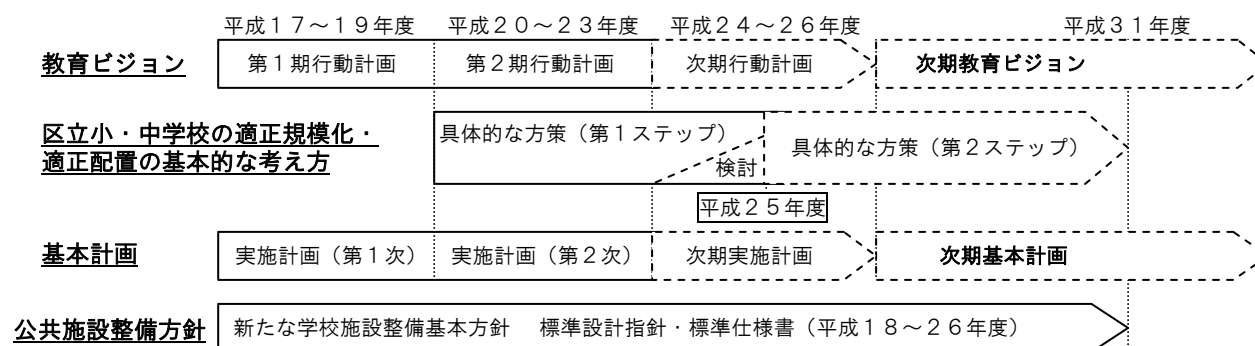 平成１７～１９年度 平成２０～２３年度 平成２４～２６年度 平成３１年度
教育ビジョン 第１期行動計画 第２期行動計画 次期行動計画 次期教育ビジョン
区立小・中学校の適正規模化・
適正配置の基本的な考え方
具体的な方策（第１ステップ）
検討
具体的な方策（第２ステップ）
平成２５年度
基本計画 実施計画（第１次） 実施計画（第２次） 次期実施計画 次期基本計画
公共施設整備方針 新たな学校施設整備基本方針 標準設計指針・標準仕様書（平成１８～２６年度）